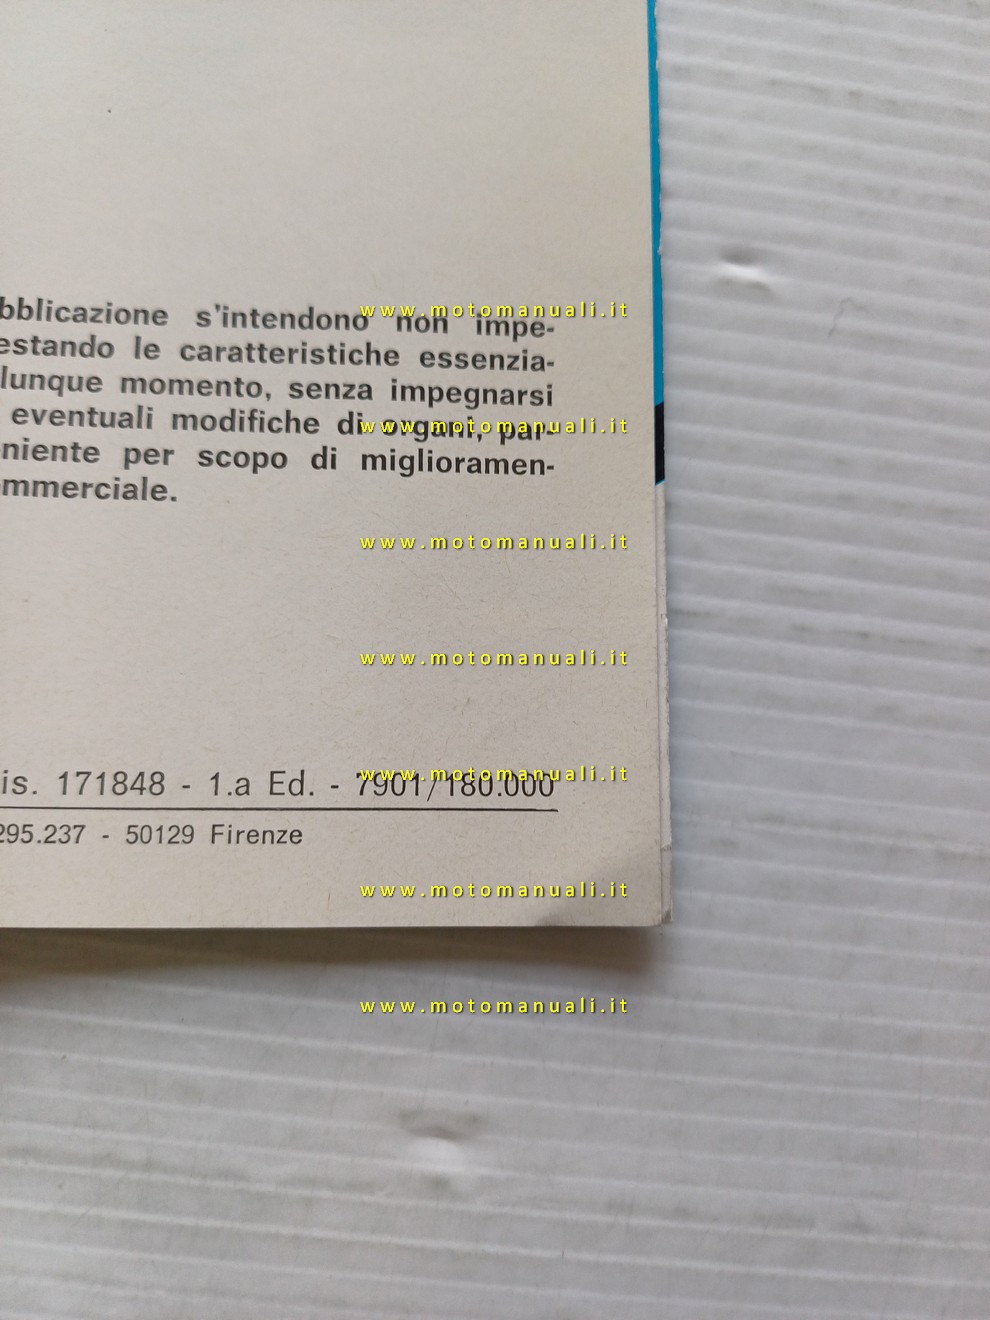 bblicazione s'intendono non impe-
estando le caratteristiche essenzia-
lunque momento, senza impegnarsi
eventuali modifiche di organi, par-
niente per scopo di miglioramen-
mmerciale.
is. 171848 - 1.a Ed. - 7901/180.000
295.237 - 50129 Firenze
www.motomanuali.it
www.motomanuali.it
www.motomanuali.it
www.motomanuali.it
www.motomanuali.it
www.motomanuali.it
www.motomanuali.it